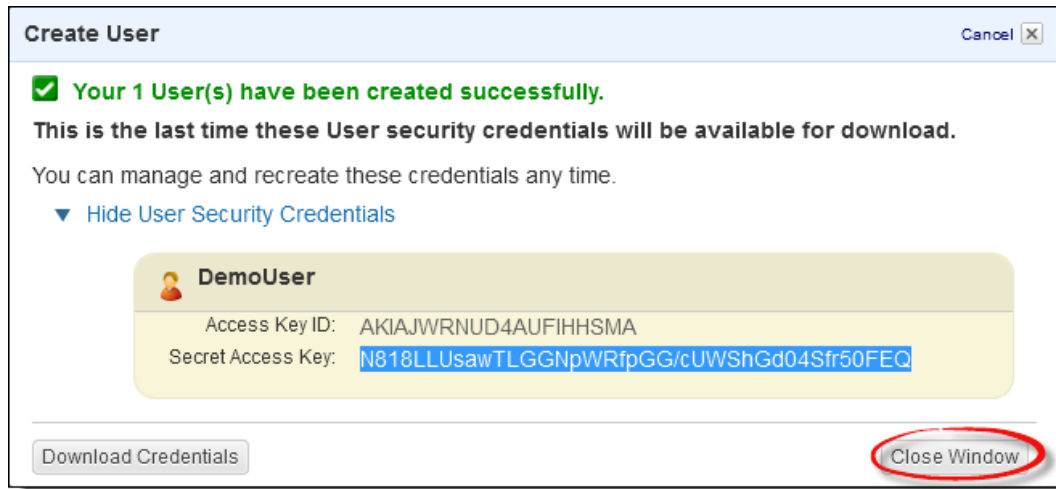 Create User
Cancel
Your 1 User(s) have been created successfully.
This is the last time these User security credentials will be available for download.
You can manage and recreate these credentials any time.
Hide User Security Credentials
DemoUser
Access Key ID: AKIAJWRNUD4AUFIHHSMA
Secret Access Key: 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
Download Credentials
Close Window